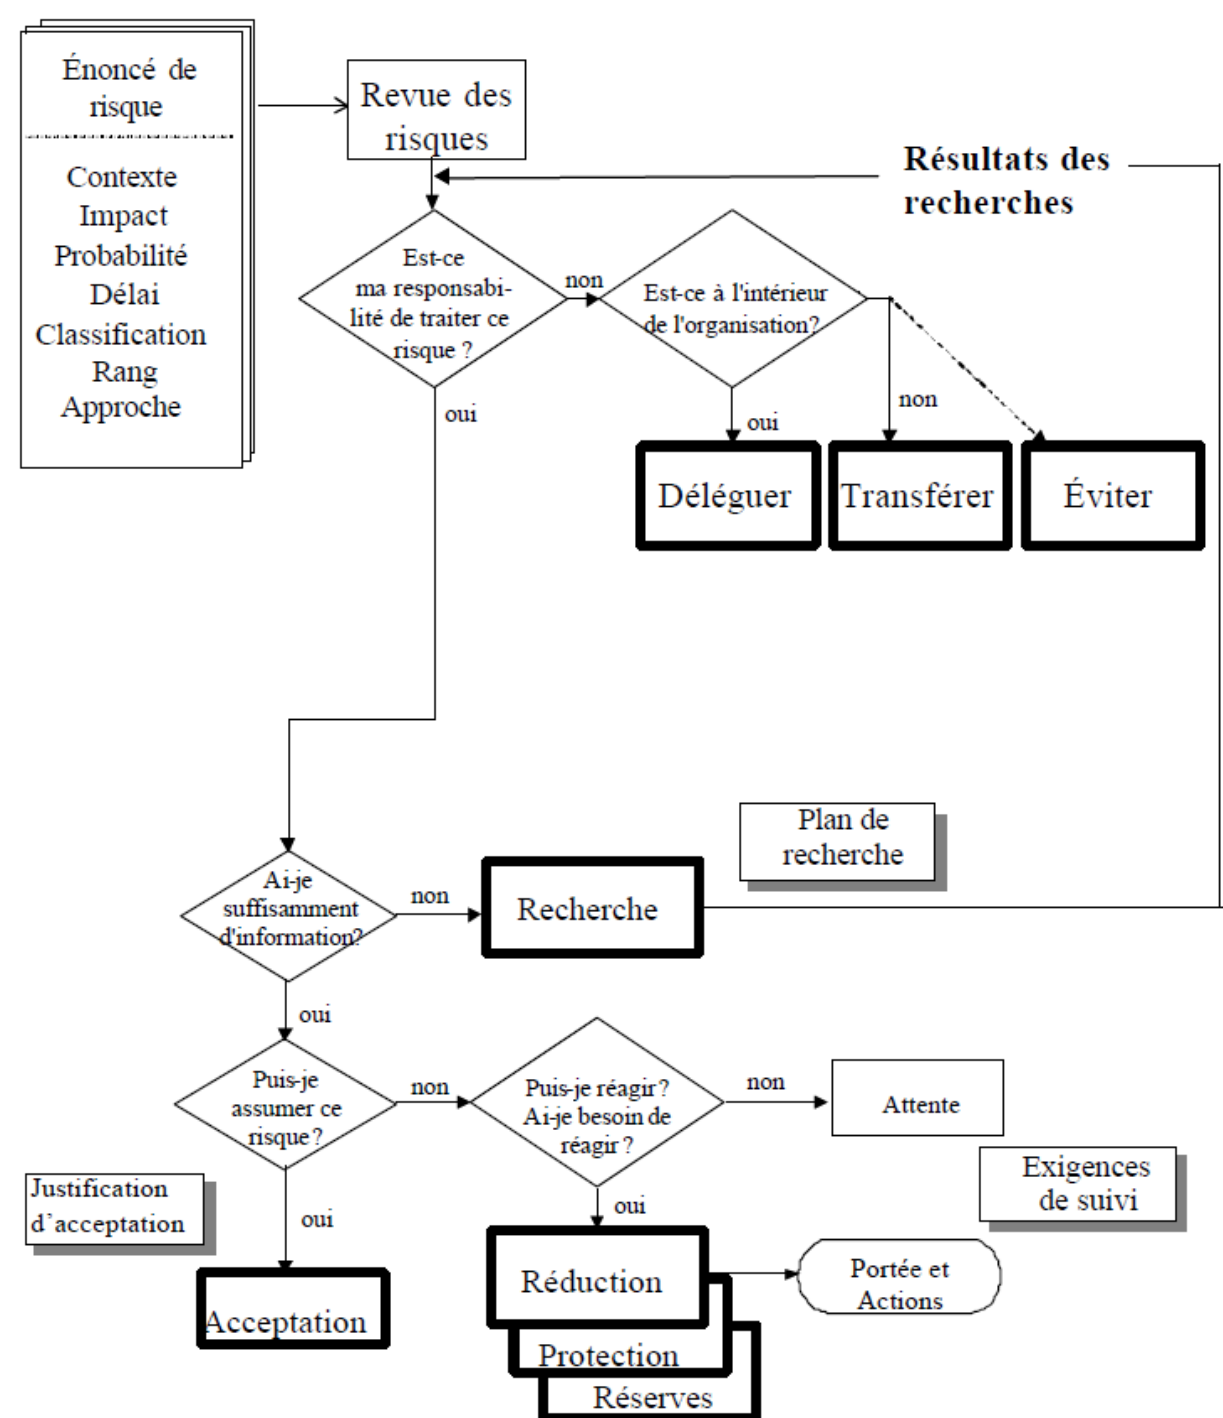 Énoncé de
risque
Contexte
Impact
Probabilité
Délai
Classification
Rang
Approche
Revue des
risques
Résultats des
recherches
Est-ce
ma responsabi-
lité de traiter ce
risque ?
non
Est-ce à l'intérieur
de l'organisation?
oui
oui
non
Déléguer
Transférer
Éviter
Plan de
recherche
Ai-je
suffisamment
d'information?
non
Recherche
oui
Puis-je
assumer ce
risque?
non
Puis-je réagir?
Ai-je besoin de
réagir ?
non
Attente
Exigences
de suivi
Justification
d’acceptation
oui
oui
Acceptation
Réduction
Protection
Réserves
Portée et
Actions